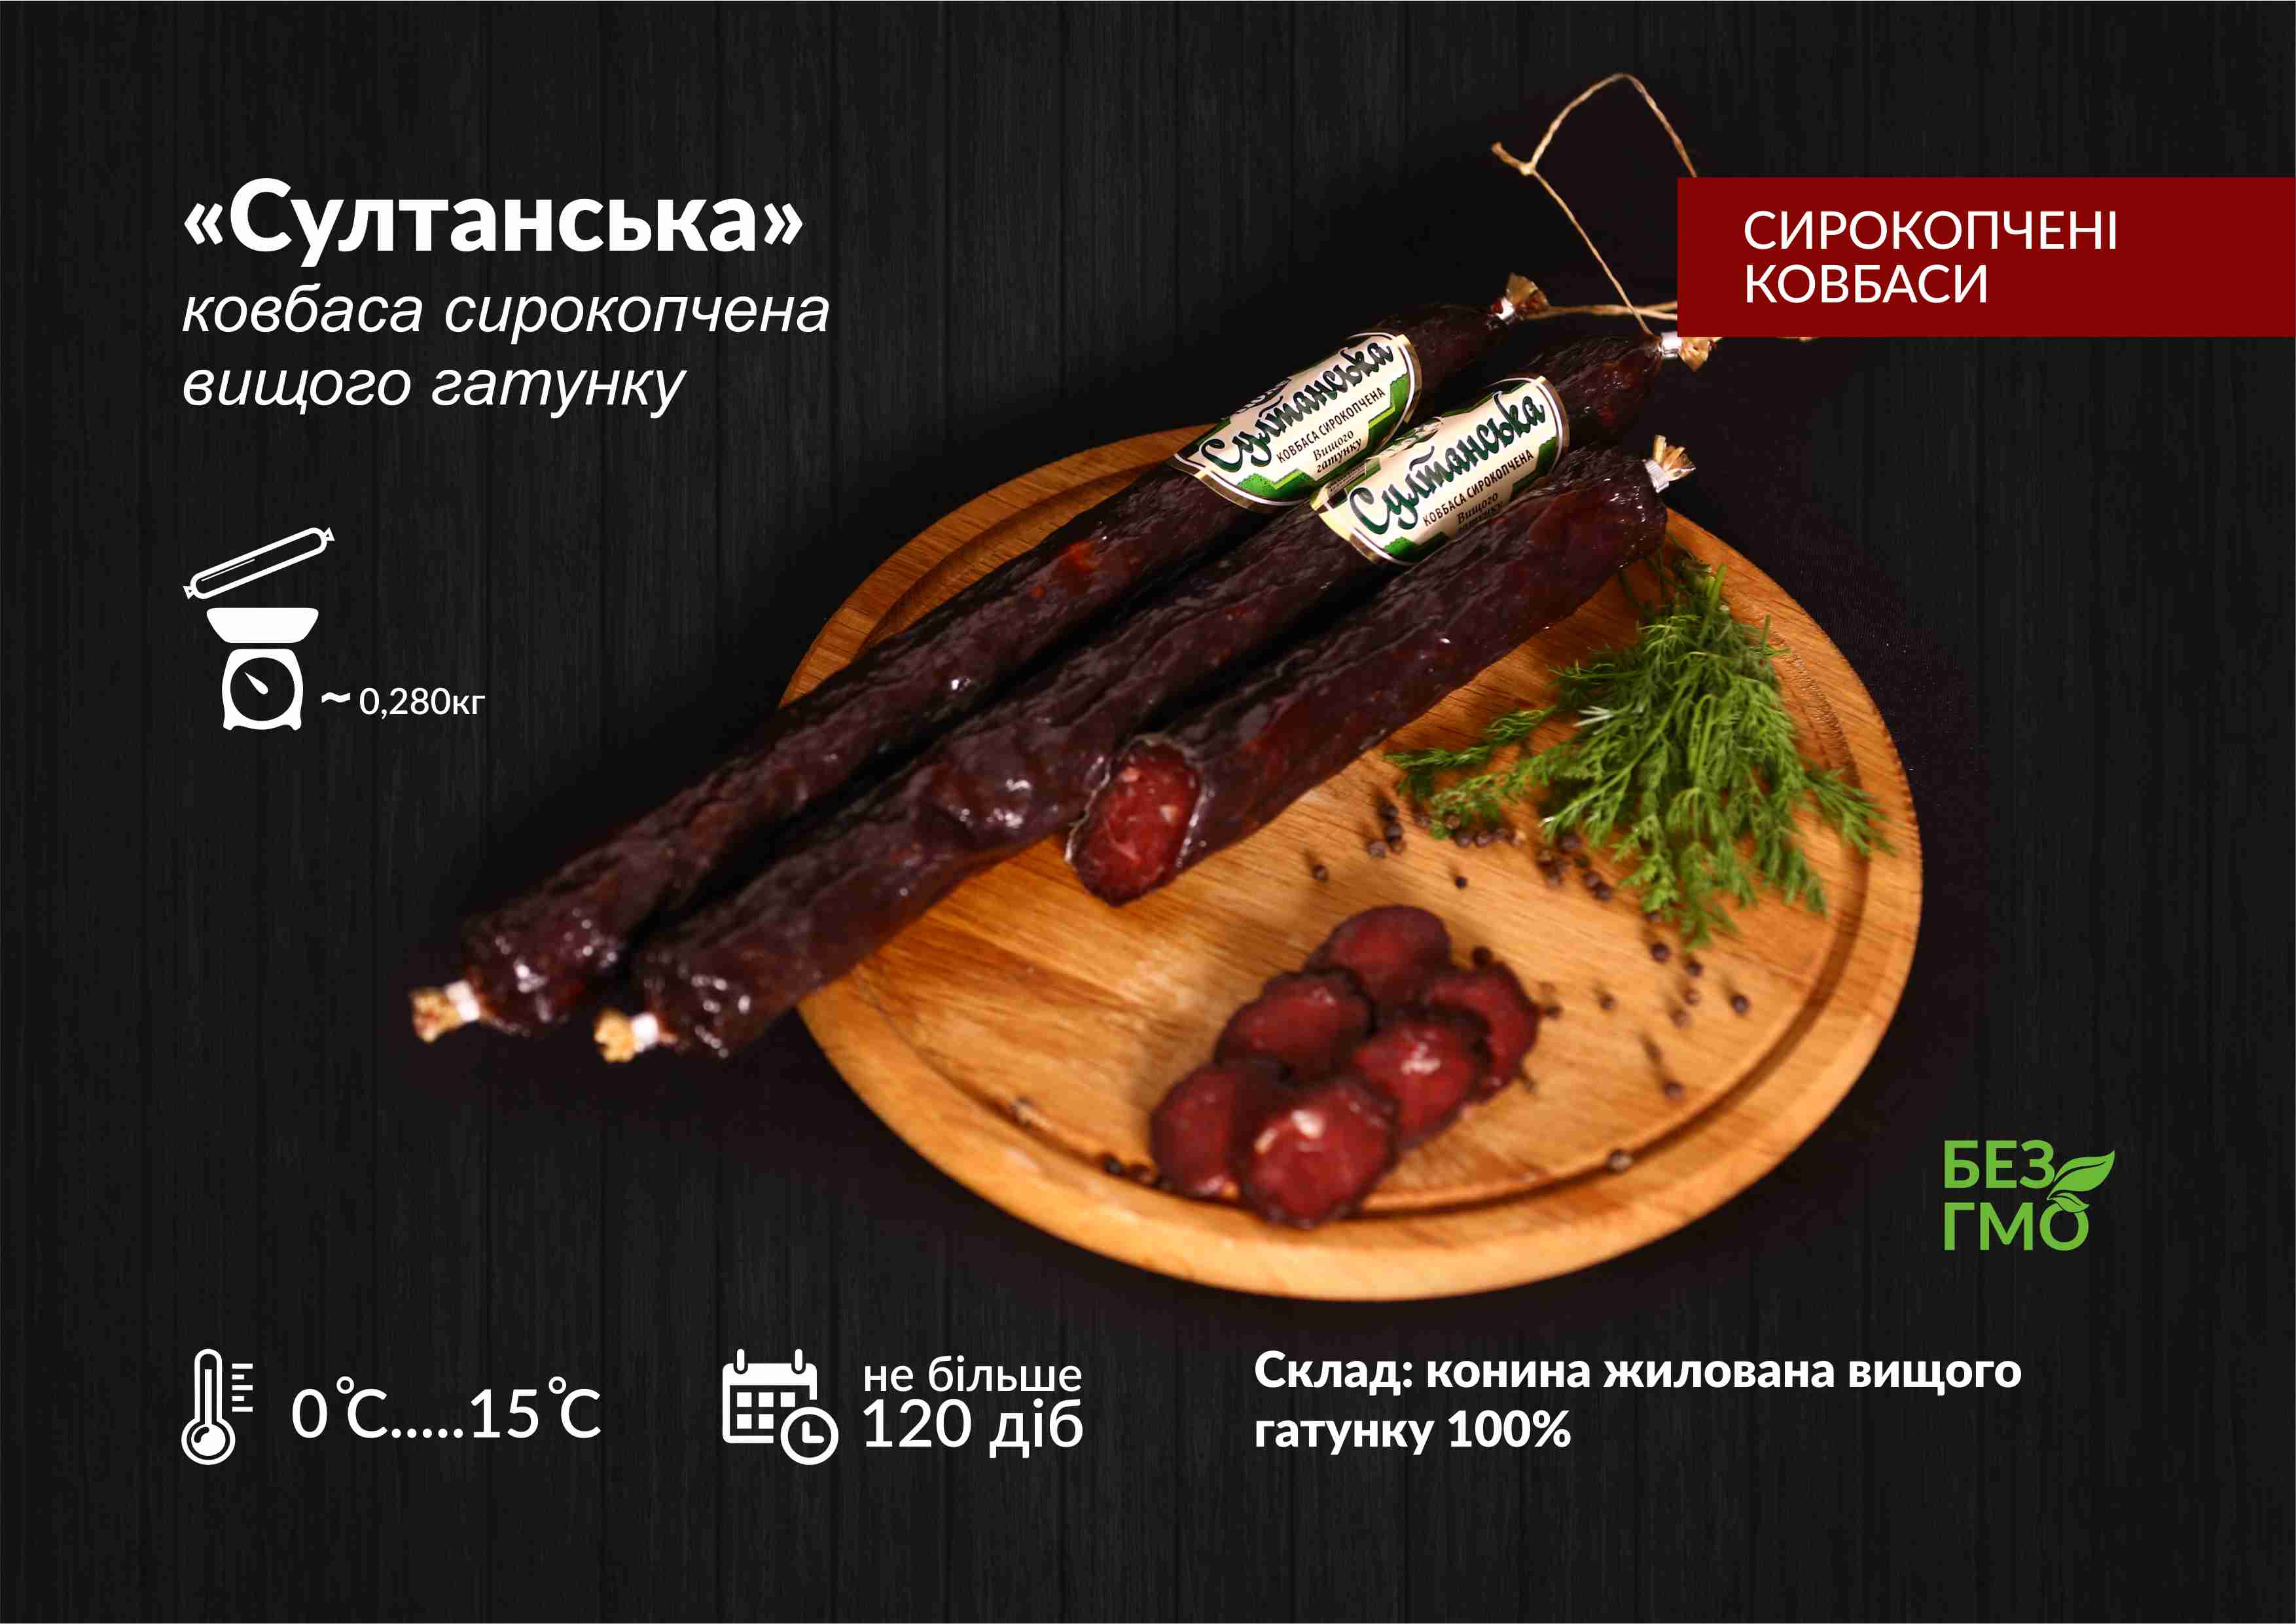 «Султанська»
ковбаса сирокопчена
вищого гатунку
СИРОКОПЧЕНІ
КОВБАСИ
Султанська
КОВБАСА СИРОКОПЧЕНА
Вищого
гатунку
Султанська
КОВБАСА СИРОКОПЧЕНА
Вищого
~ 0,280кг
БЕЗ
ГМО
0°C.....15°C
не більше
120 діб
Склад: конина жилована вищого
гатунку 100%